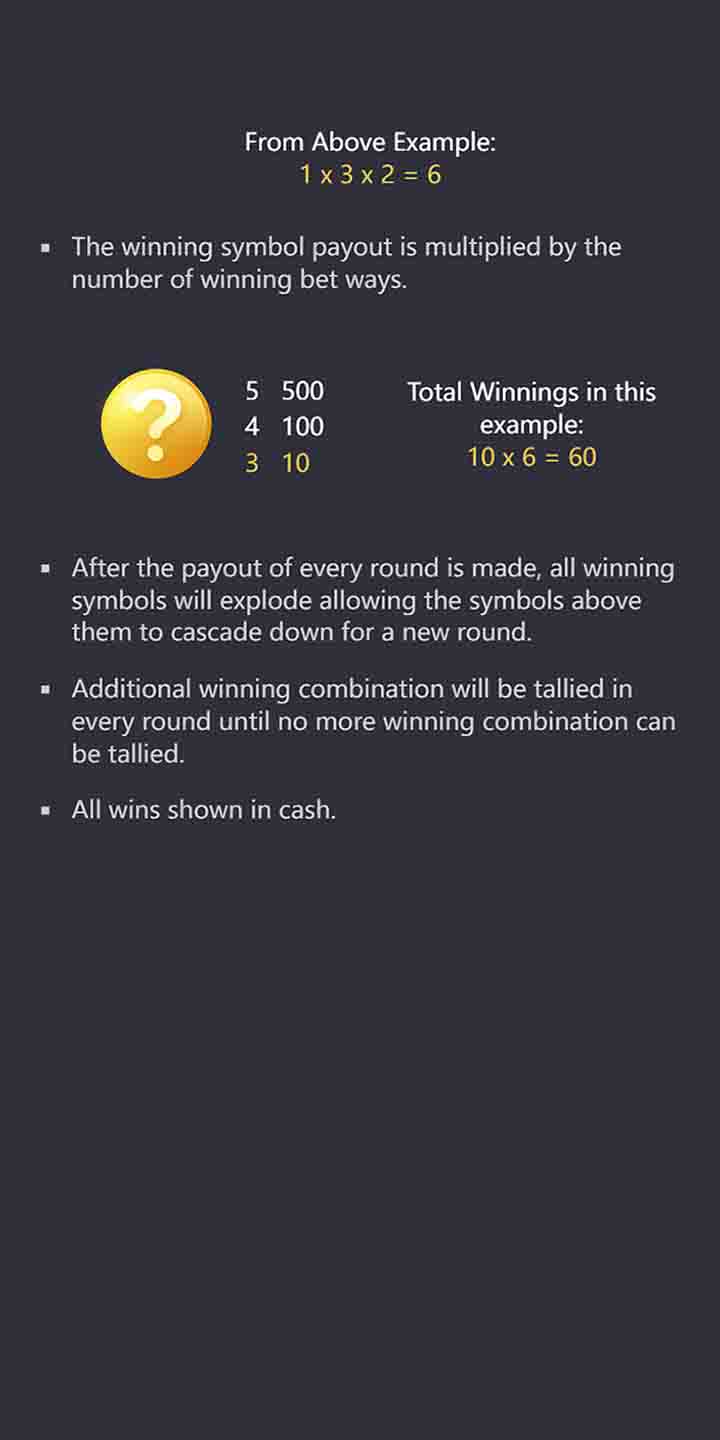 From Above Example:
1 x 3 x 2 = 6
▪ The winning symbol payout is multiplied by the
number of winning bet ways.
?
5 500
4 100
3 10
Total Winnings in this
example:
10 x 6 = 60
▪ After the payout of every round is made, all winning
symbols will explode allowing the symbols above
them to cascade down for a new round.
▪ Additional winning combination will be tallied in
every round until no more winning combination can
be tallied.
▪ All wins shown in cash.